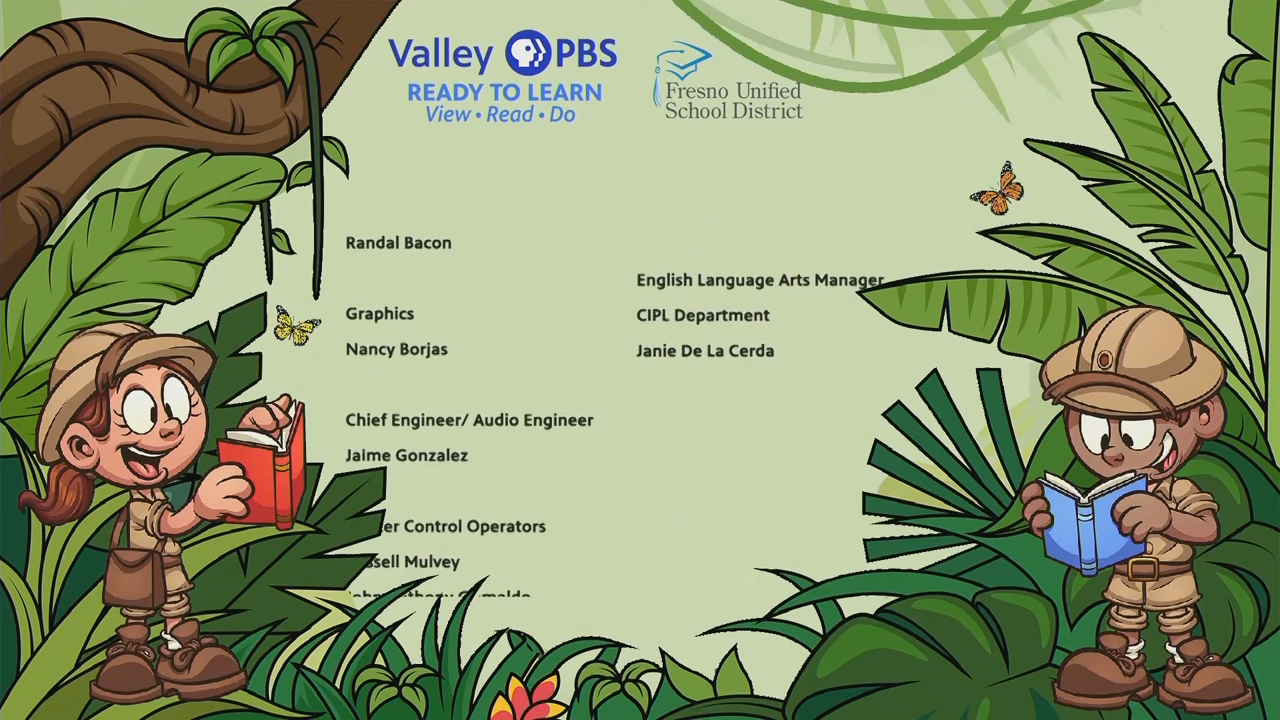 Valley PBS
READY TO LEARN
View • Read • Do
Fresno Unified
School District
Randal Bacon
Graphics
Nancy Borjas
Chief Engineer/ Audio Engineer
Jaime Gonzalez
Control Operators
Mulvey
English Language Arts Manager
CIPL Department
Janie De La Cerda